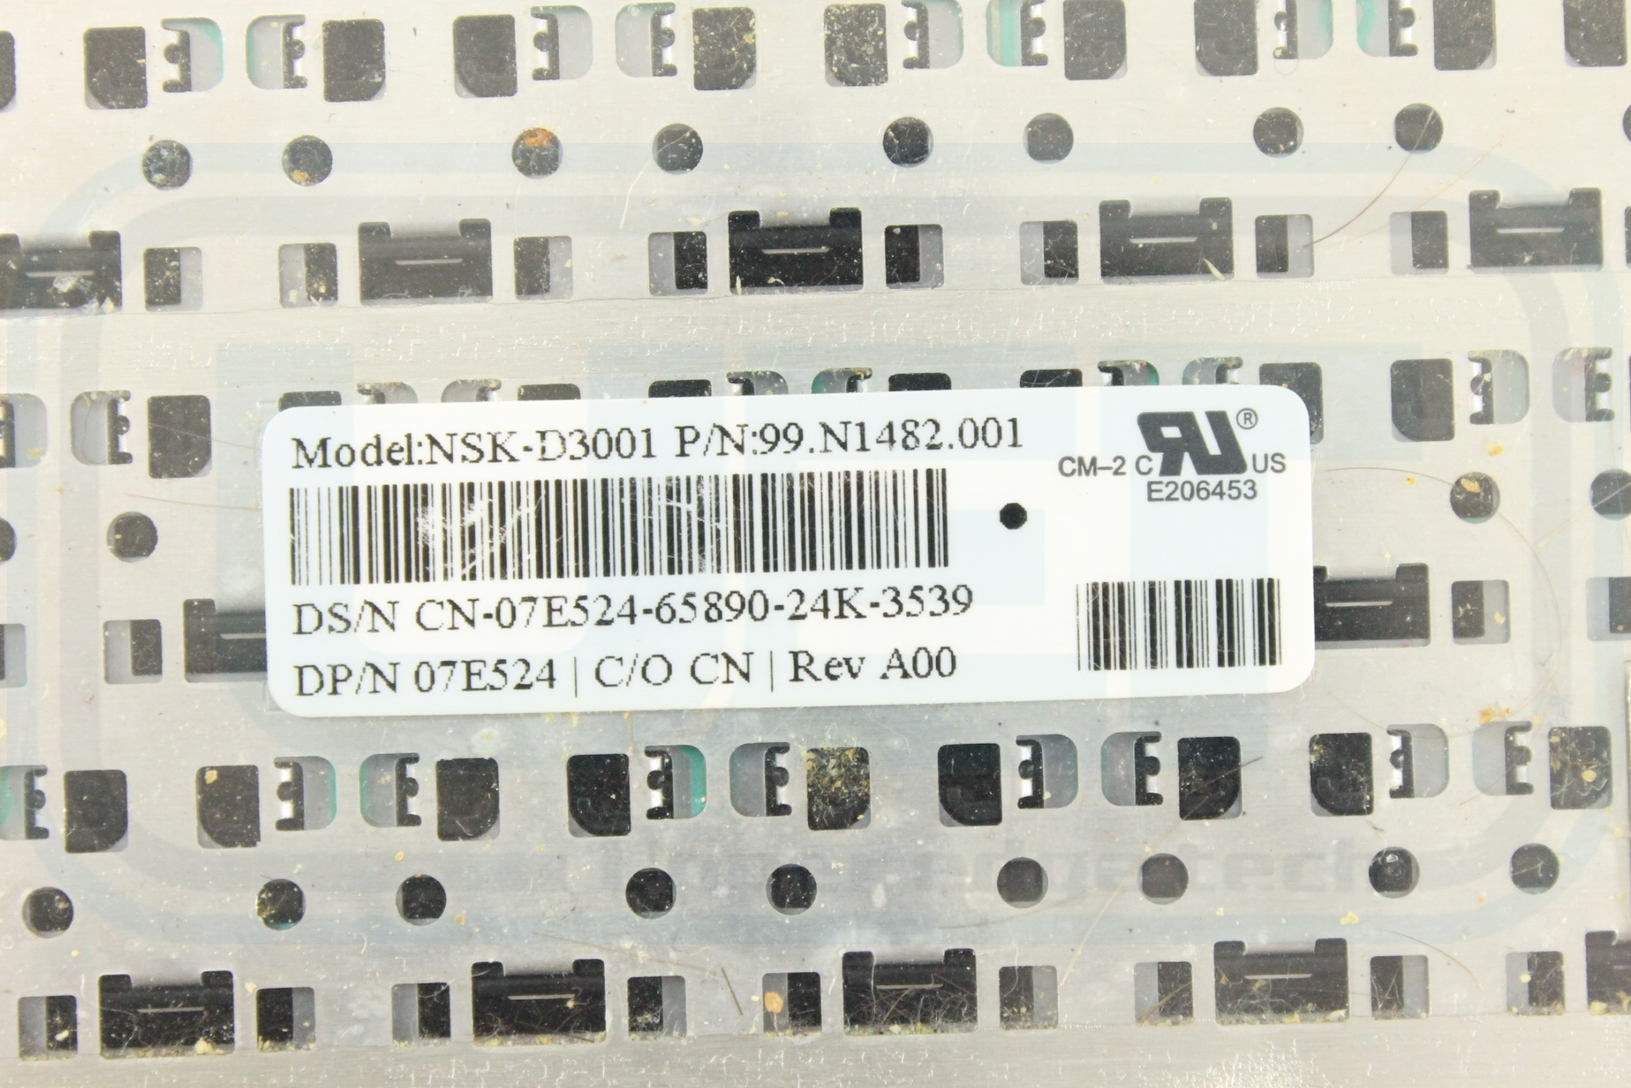 Model:NSK-D3001 P/N:99.N1482.001
CM-2 C RU® US
E206453
DS/N CN-07E524-65890-24K-3539
DP/N 07E524 | C/O CN | Rev A00